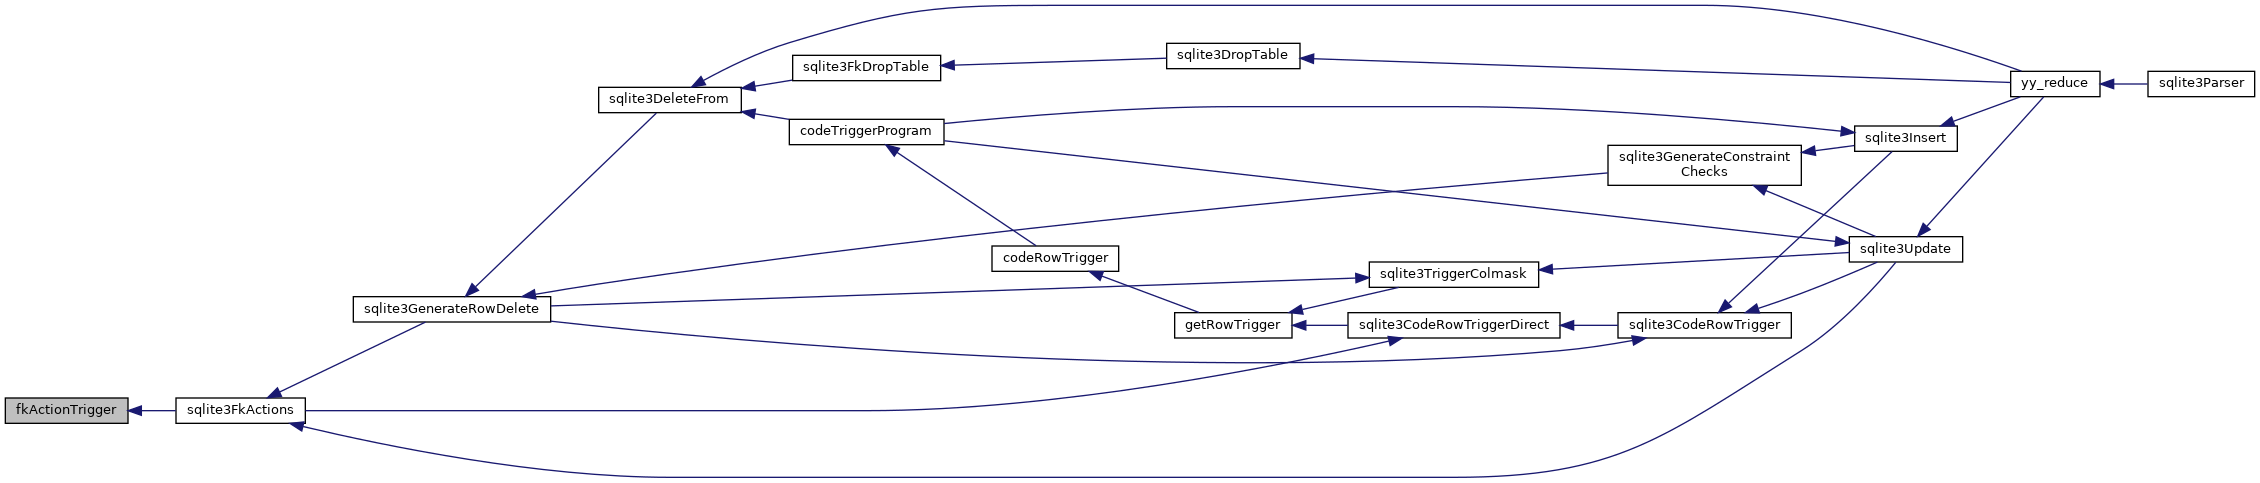 sqlite3DropTable
sqlite3FkDropTable
yy_reduce
sqlite3Parser
sqlite3DeleteFrom
codeTriggerProgram
sqlite3Insert
sqlite3GenerateConstraint
Checks
sqlite3Update
codeRowTrigger
sqlite3TriggerColmask
sqlite3GenerateRowDelete
getRowTrigger
sqlite3CodeRowTriggerDirect
sqlite3CodeRowTrigger
fkActionTrigger
sqlite3FkActions